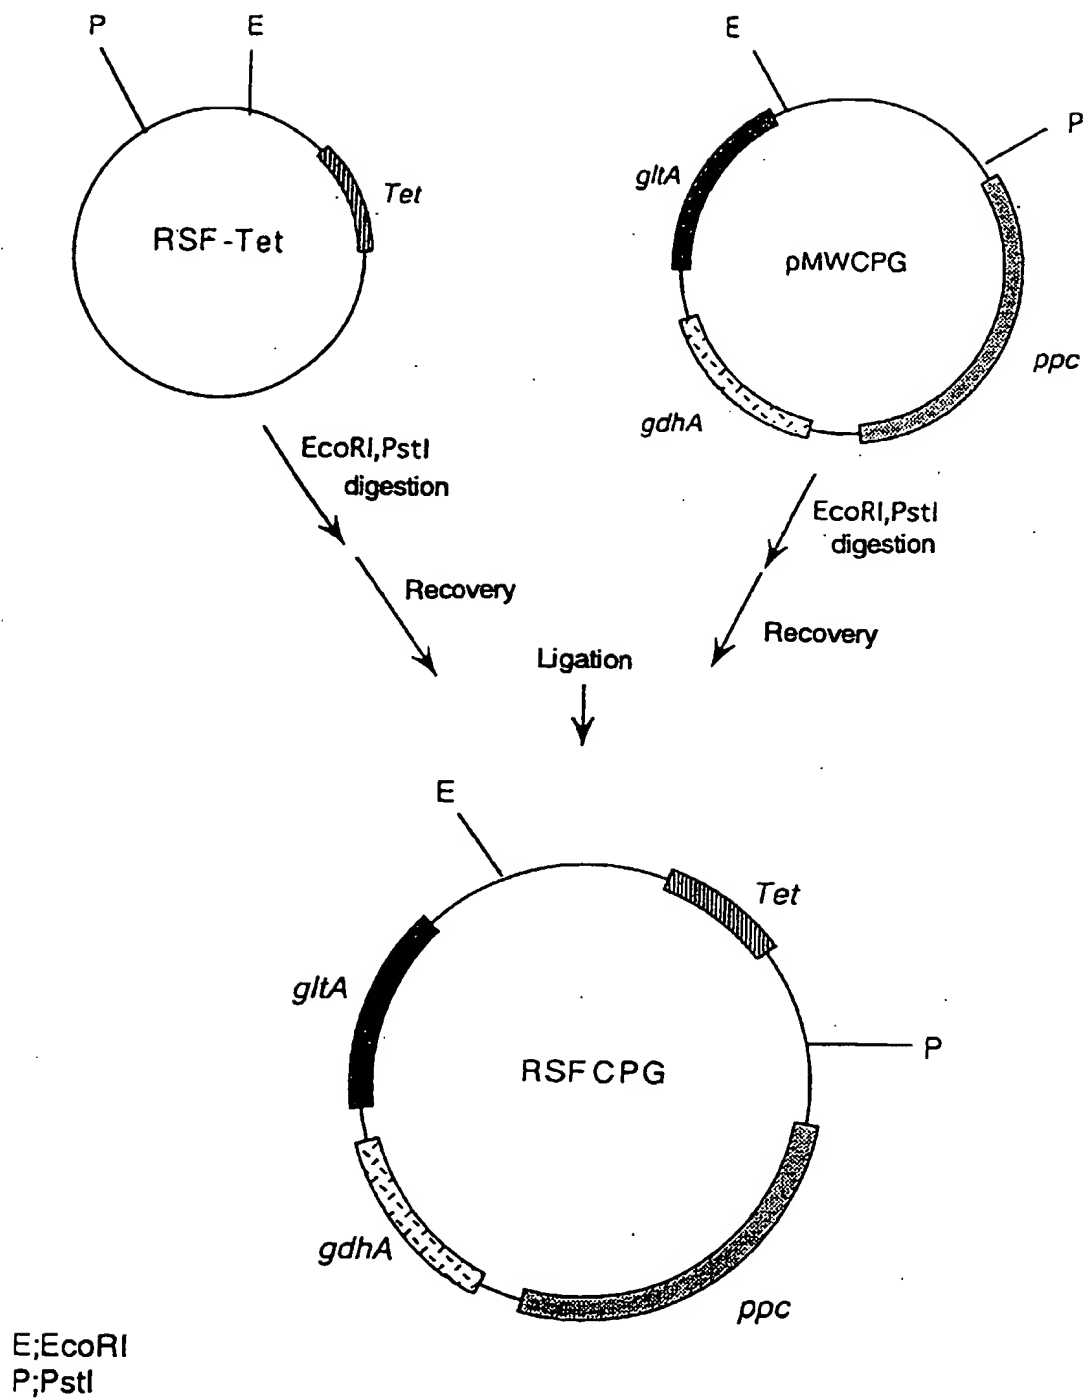 P
E
Tet
RSF-Tet
E
P
gltA
pMWCPG
ppc
gdhA
EcoRI,PstI
digestion
Recovery
EcoRI,PstI
digestion
Recovery
Ligation
E
Tet
gltA
P
RSFCPG
gdhA
ppc
E;EcoRI
P;PstI